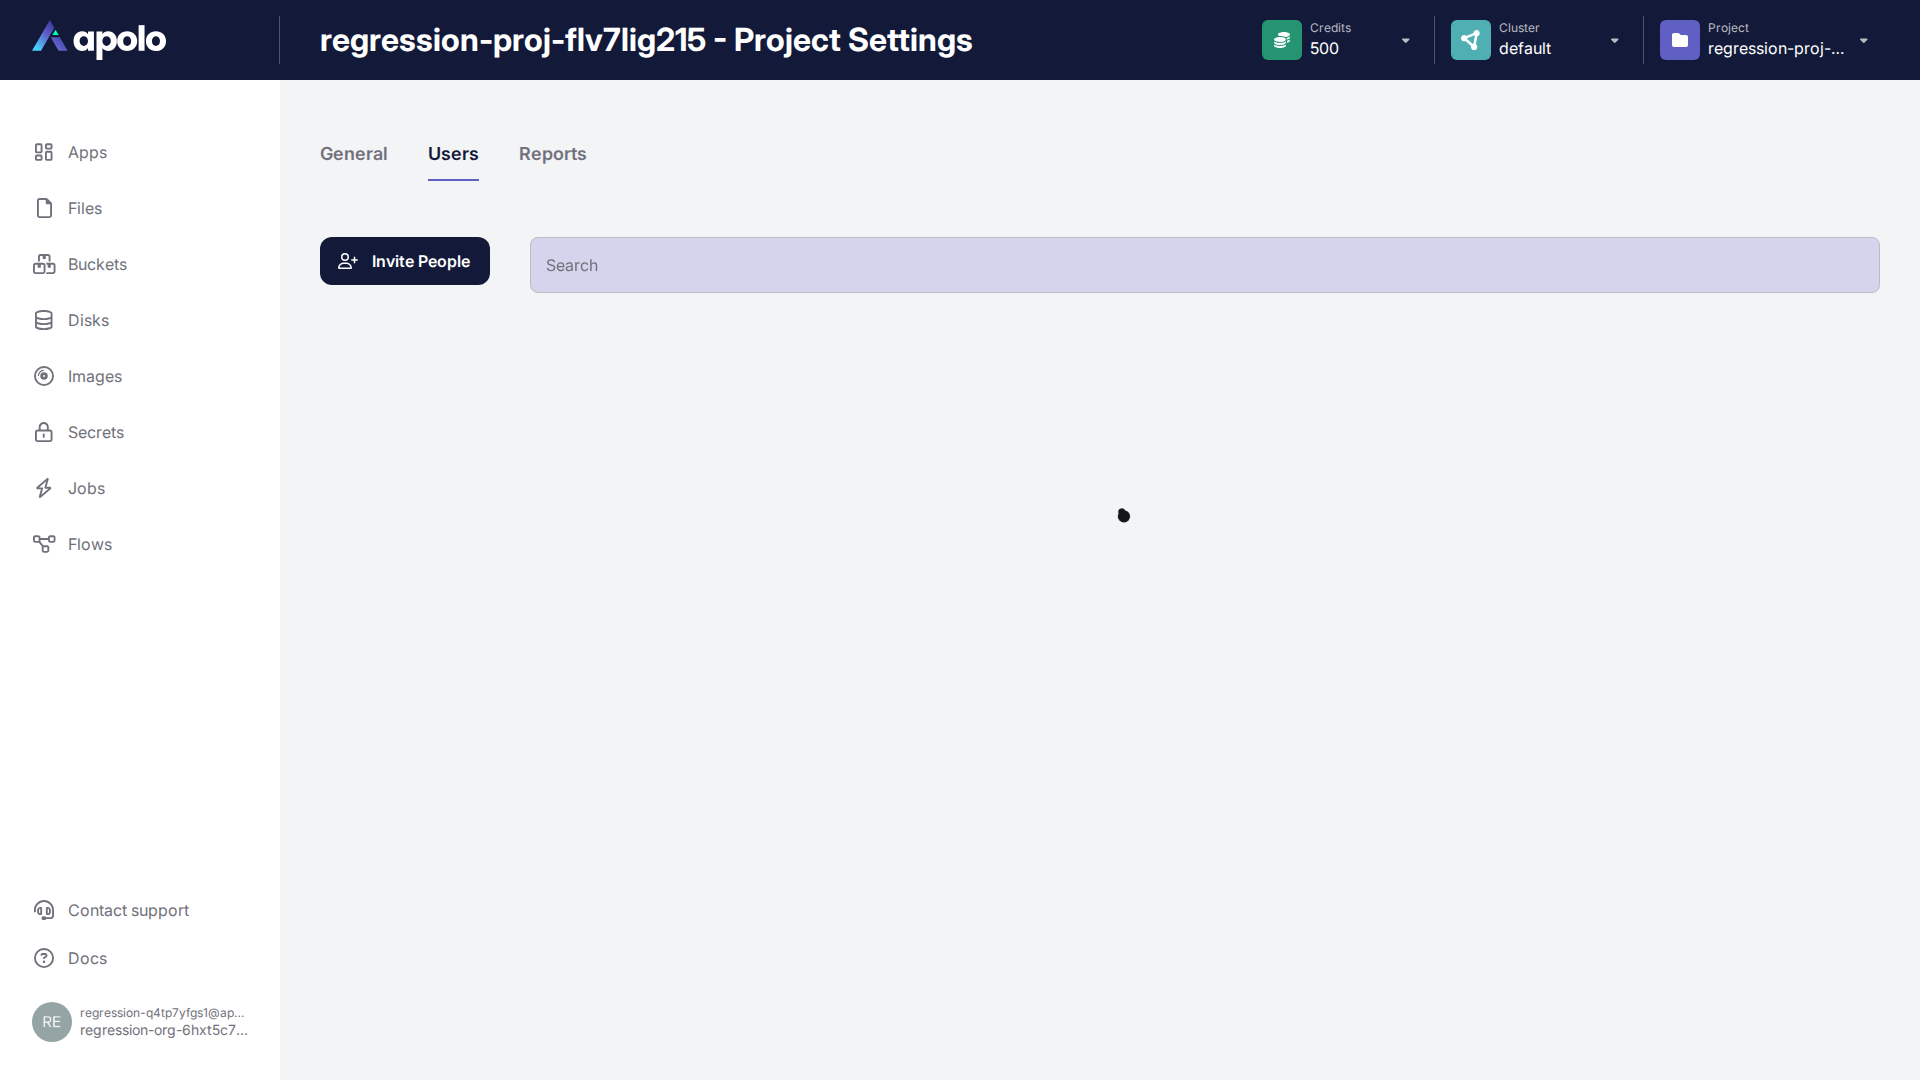 apolo
regression-proj-flv7lig215 - Project Settings
Credits
500
Cluster
default
Project
regression-proj-...
Apps
Files
Buckets
Disks
Images
Secrets
Jobs
Flows
General
Users
Reports
Invite People
Search
Contact support
Docs
RE
regression-q4tp7yfgs1@ap...
regression-org-6hxt5c7...